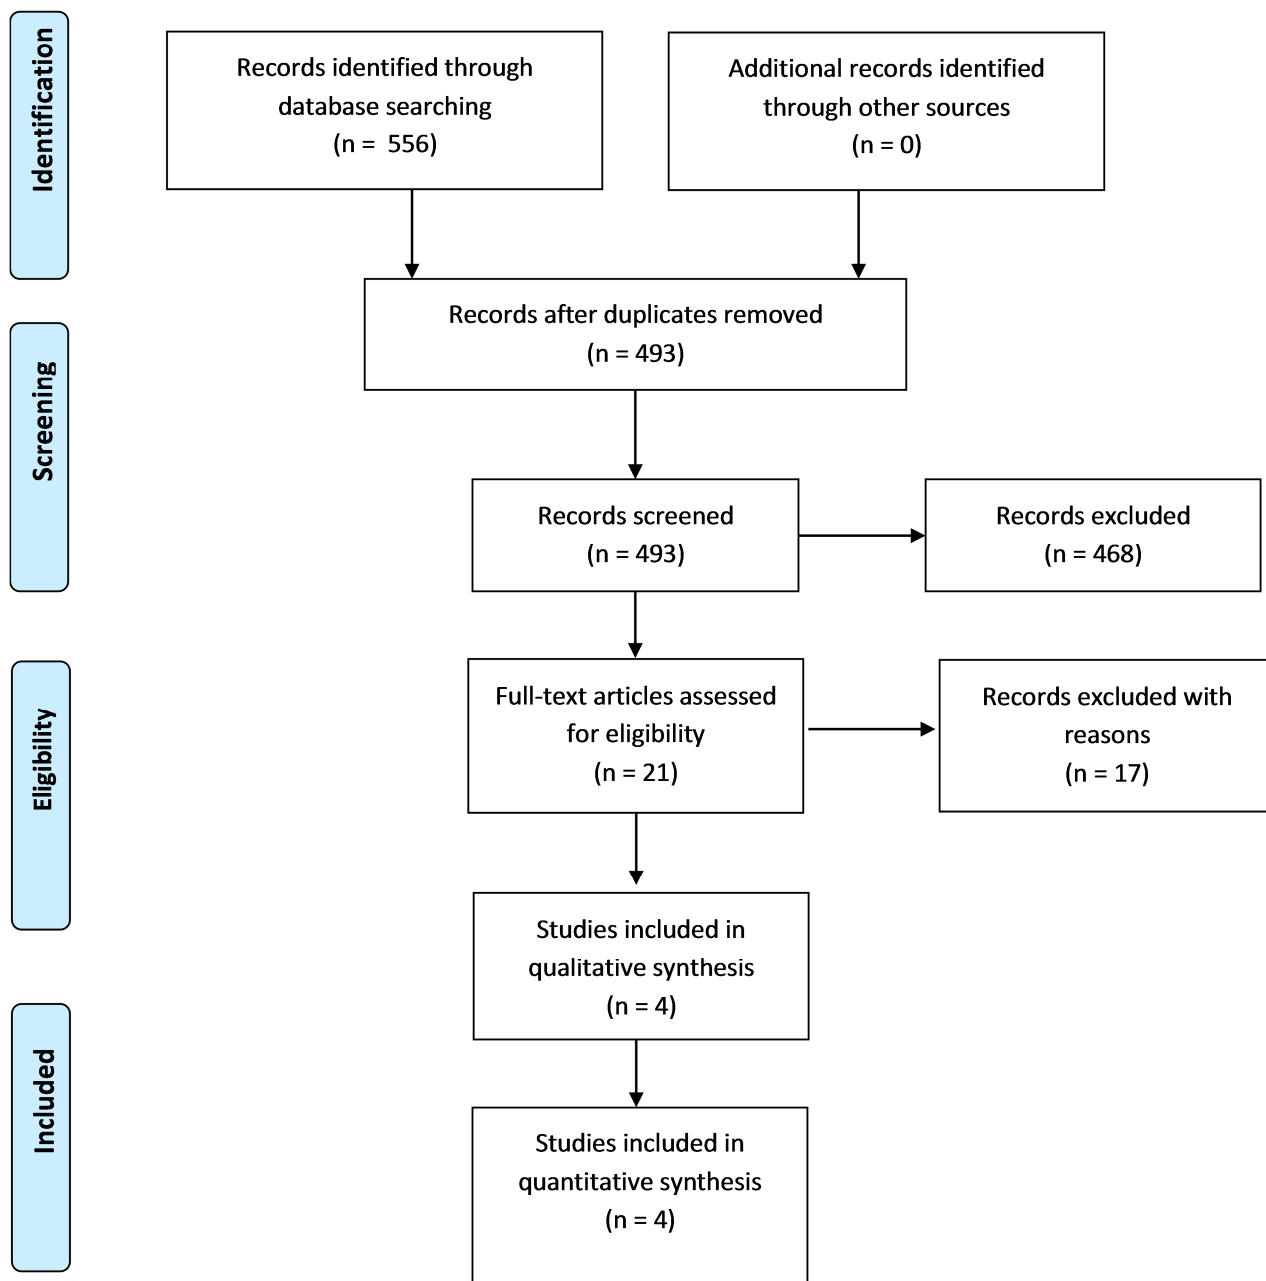 Identification
Records identified through
database searching
(n =  556)
Additional records identified
through other sources
(n = 0)
Records after duplicates removed
(n = 493)
Screening
Records screened
(n = 493)
Records excluded
(n = 468)
Eligibility
Full-text articles assessed
for eligibility
(n = 21)
Records excluded with
reasons
(n = 17)
Studies included in
qualitative synthesis
(n = 4)
Included
Studies included in
quantitative synthesis
(n = 4)